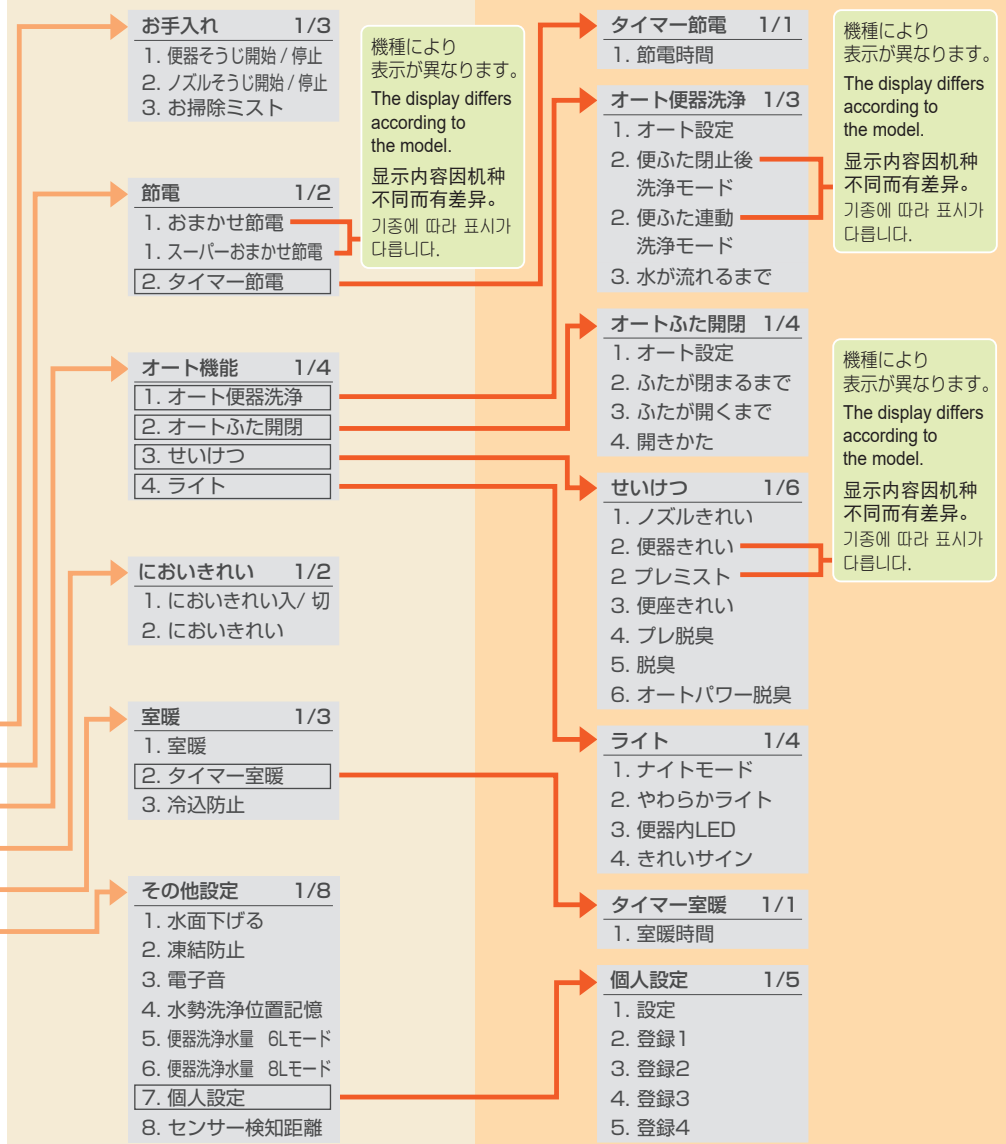 お手入れ 1/3
1. 便器そうじ開始 / 停止
2. ノズルそうじ開始 / 停止
3. お掃除ミスト
機種により
表示が異なります。
The display differs
according to
the model.
显示内容因机种
不同而有差异。
기종에 따라 표시가
다릅니다.
節電 1/2
1. おまかせ節電
1. スーパーおまかせ節電
2. タイマー節電
オート機能 1/4
1. オート便器洗浄
2. オートふた開閉
3. せいけつ
4. ライト
においきれい 1/2
1. においきれい入/ 切
2. においきれい
室暖 1/3
1. 室暖
2. タイマー室暖
3. 冷込防止
その他設定 1/8
1. 水面下げる
2. 凍結防止
3. 電子音
4. 水勢洗浄位置記憶
5. 便器洗浄水量 6Lモード
6. 便器洗浄水量 8Lモード
7. 個人設定
8. センサー検知距離
タイマー節電 1/1
1. 節電時間
機種により
表示が異なります。
The display differs
according to
the model.
显示内容因机种
不同而有差异。
기종에 따라 표시가
다릅니다.
オート便器洗浄 1/3
1. オート設定
2. 便ふた閉止後
洗浄モード
2. 便ふた連動
洗浄モード
3. 水が流れるまで
オートふた開閉 1/4
1. オート設定
2. ふたが閉まるまで
3. ふたが開くまで
4. 開きかた
機種により
表示が異なります。
The display differs
according to
the model.
显示内容因机种
不同而有差异。
기종에 따라 표시가
다릅니다.
せいけつ 1/6
1. ノズルきれい
2. 便器きれい
2. プレミスト
3. 便座きれい
4. プレ脱臭
5. 脱臭
6. オートパワー脱臭
ライト 1/4
1. ナイトモード
2. やわらかライト
3. 便器内LED
4. きれいサイン
タイマー室暖 1/1
1. 室暖時間
個人設定 1/5
1. 設定
2. 登録1
3. 登録2
4. 登録3
5. 登録4